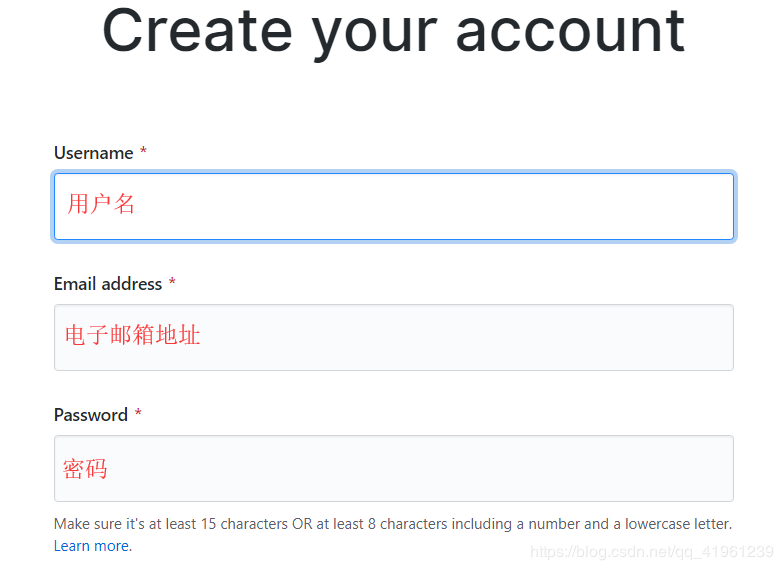 Create your account
Username *
用户名
Email address *
电子邮箱地址
Password *
密码
Make sure it's at least 15 characters OR at least 8 characters including a number and a lowercase letter.
Learn more.
https://blog.csdn.net/qq_41961239